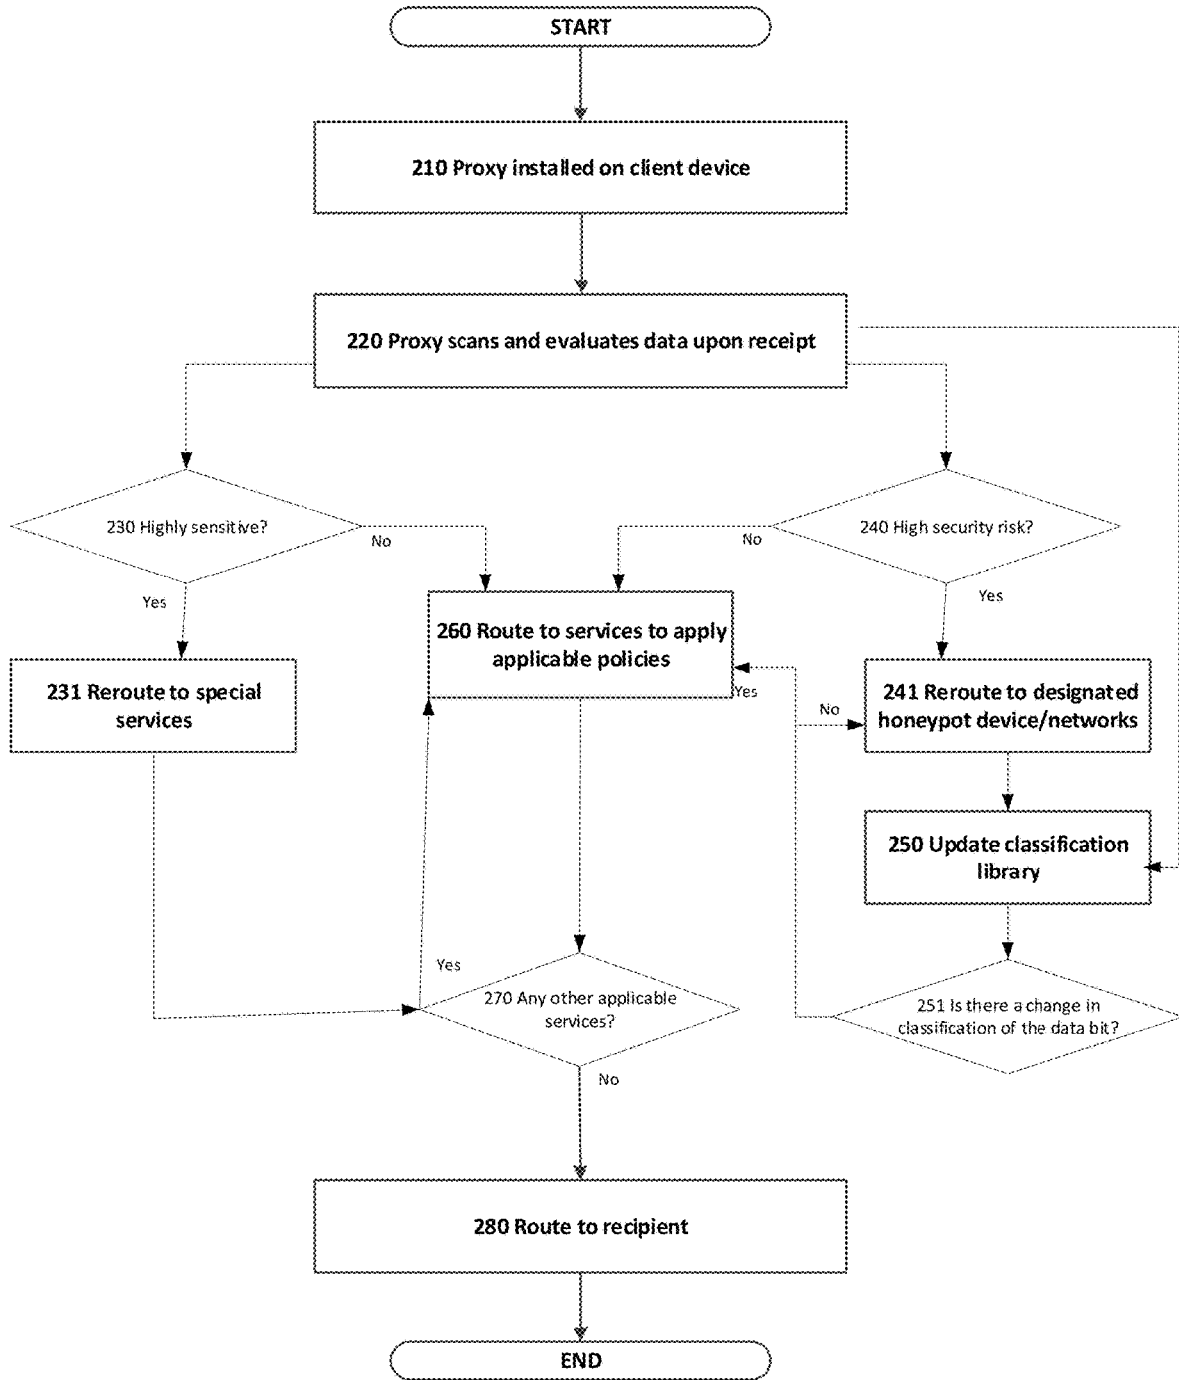 START
210 Proxy installed on client device
220 Proxy scans and evaluates data upon receipt
230 Highly sensitive?
240 High security risk?
No
No
Yes
Yes
260 Route to services to apply
applicable policies
231 Reroute to special
services
Yes
No
241 Reroute to designated
honeypot device/networks
250 Update classification
library
Yes
270 Any other applicable
services?
251 Is there a change in
classification of the data bit?
No
280 Route to recipient
END